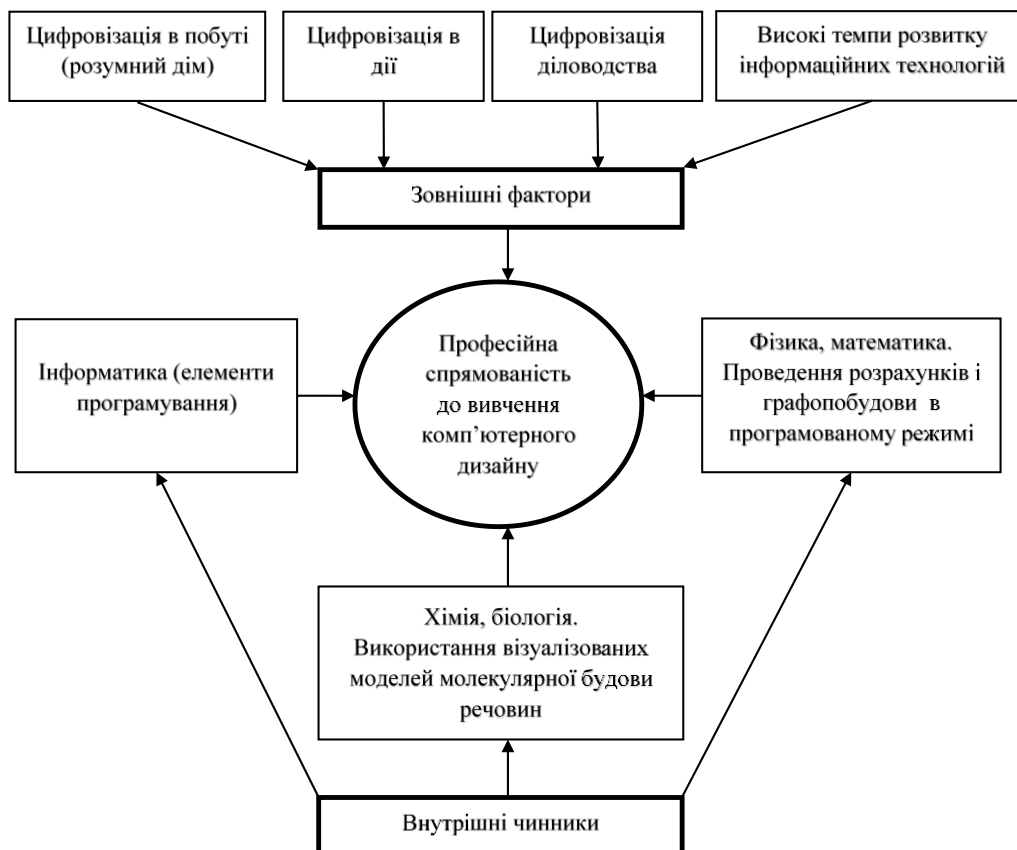 Цифровізація в побуті
(розумний дім)
Цифровізація в
дії
Цифровізація
діловодства
Високі темпи розвитку
інформаційних технологій
Зовнішні фактори
Інформатика (елементи
програмування)
Професійна
спрямованість
до вивчення
комп’ютерного
дизайну
Фізика, математика.
Проведення розрахунків і
графопобудови в
програмованому режимі
Хімія, біологія.
Використання візуалізованих
моделей молекулярної будови
речовин
Внутрішні чинники